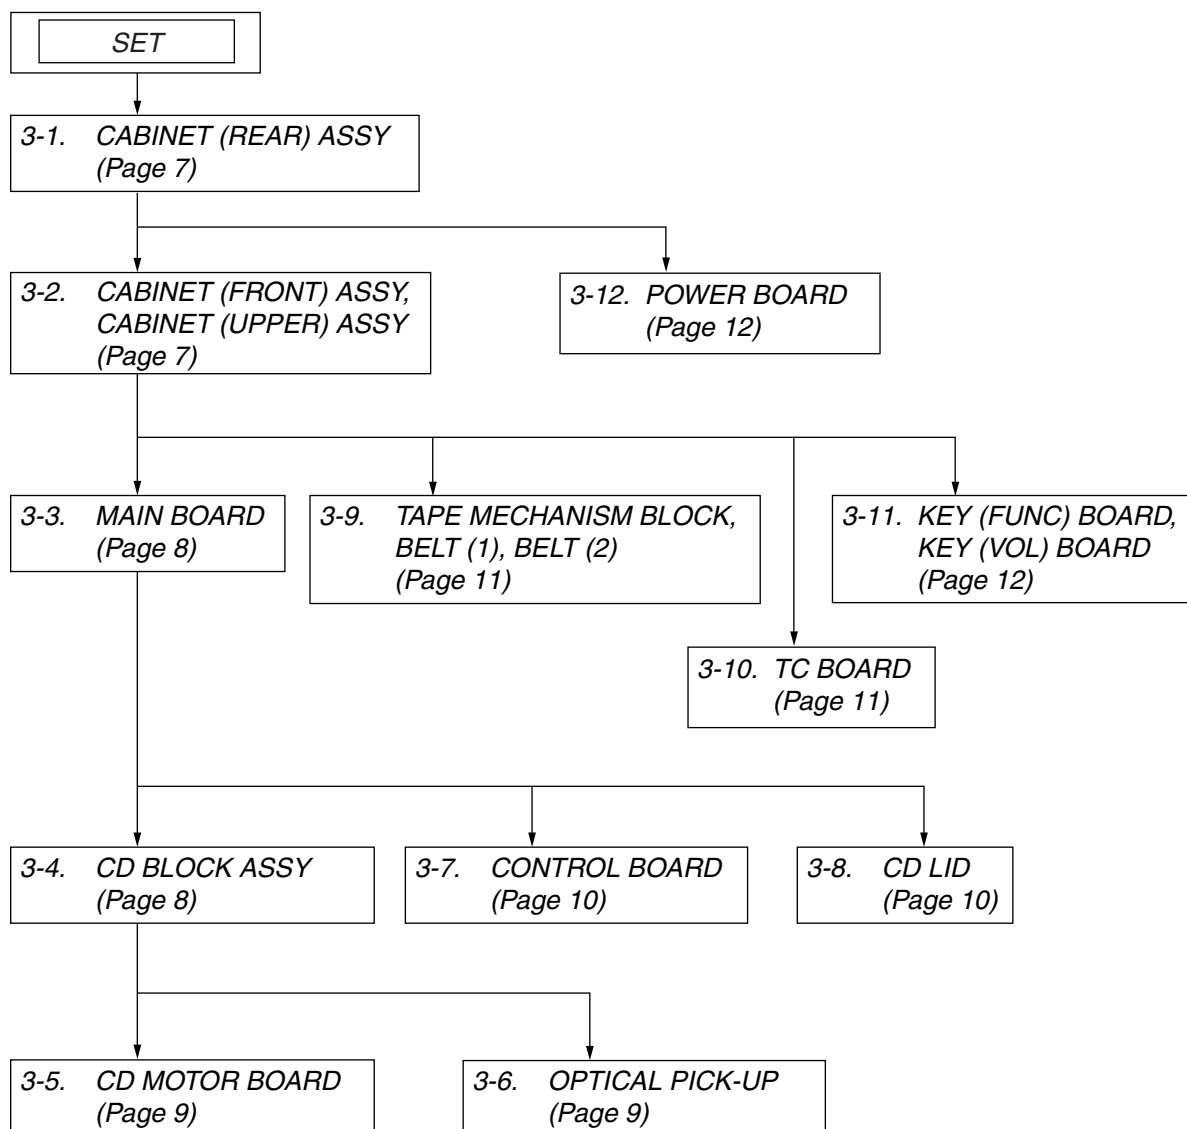 SET
3-1. CABINET (REAR) ASSY
(Page 7)
3-2. CABINET (FRONT) ASSY,
CABINET (UPPER) ASSY
(Page 7)
3-12. POWER BOARD
(Page 12)
3-3. MAIN BOARD
(Page 8)
3-9. TAPE MECHANISM BLOCK,
BELT (1), BELT (2)
(Page 11)
3-11. KEY (FUNC) BOARD,
KEY (VOL) BOARD
(Page 12)
3-10. TC BOARD
(Page 11)
3-4. CD BLOCK ASSY
(Page 8)
3-7. CONTROL BOARD
(Page 10)
3-8. CD LID
(Page 10)
3-5. CD MOTOR BOARD
(Page 9)
3-6. OPTICAL PICK-UP
(Page 9)